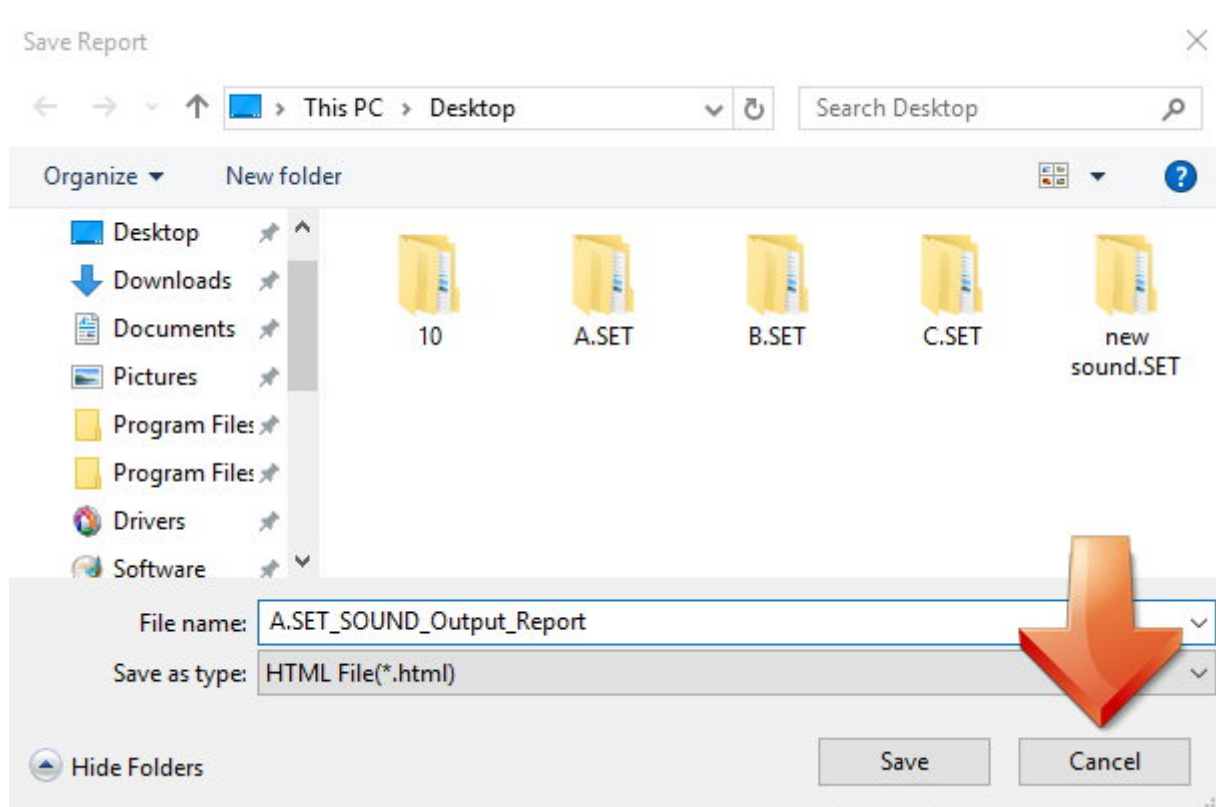 Save Report
This PC > Desktop
Search Desktop
Organize
New folder
Desktop
Downloads
Documents
Pictures
Program Files
Program Files
Drivers
Software
10
A.SET
B.SET
C.SET
new
sound.SET
File name: A.SET_SOUND_Output_Report
Save as type: HTML File(*.html)
Hide Folders
Save
Cancel